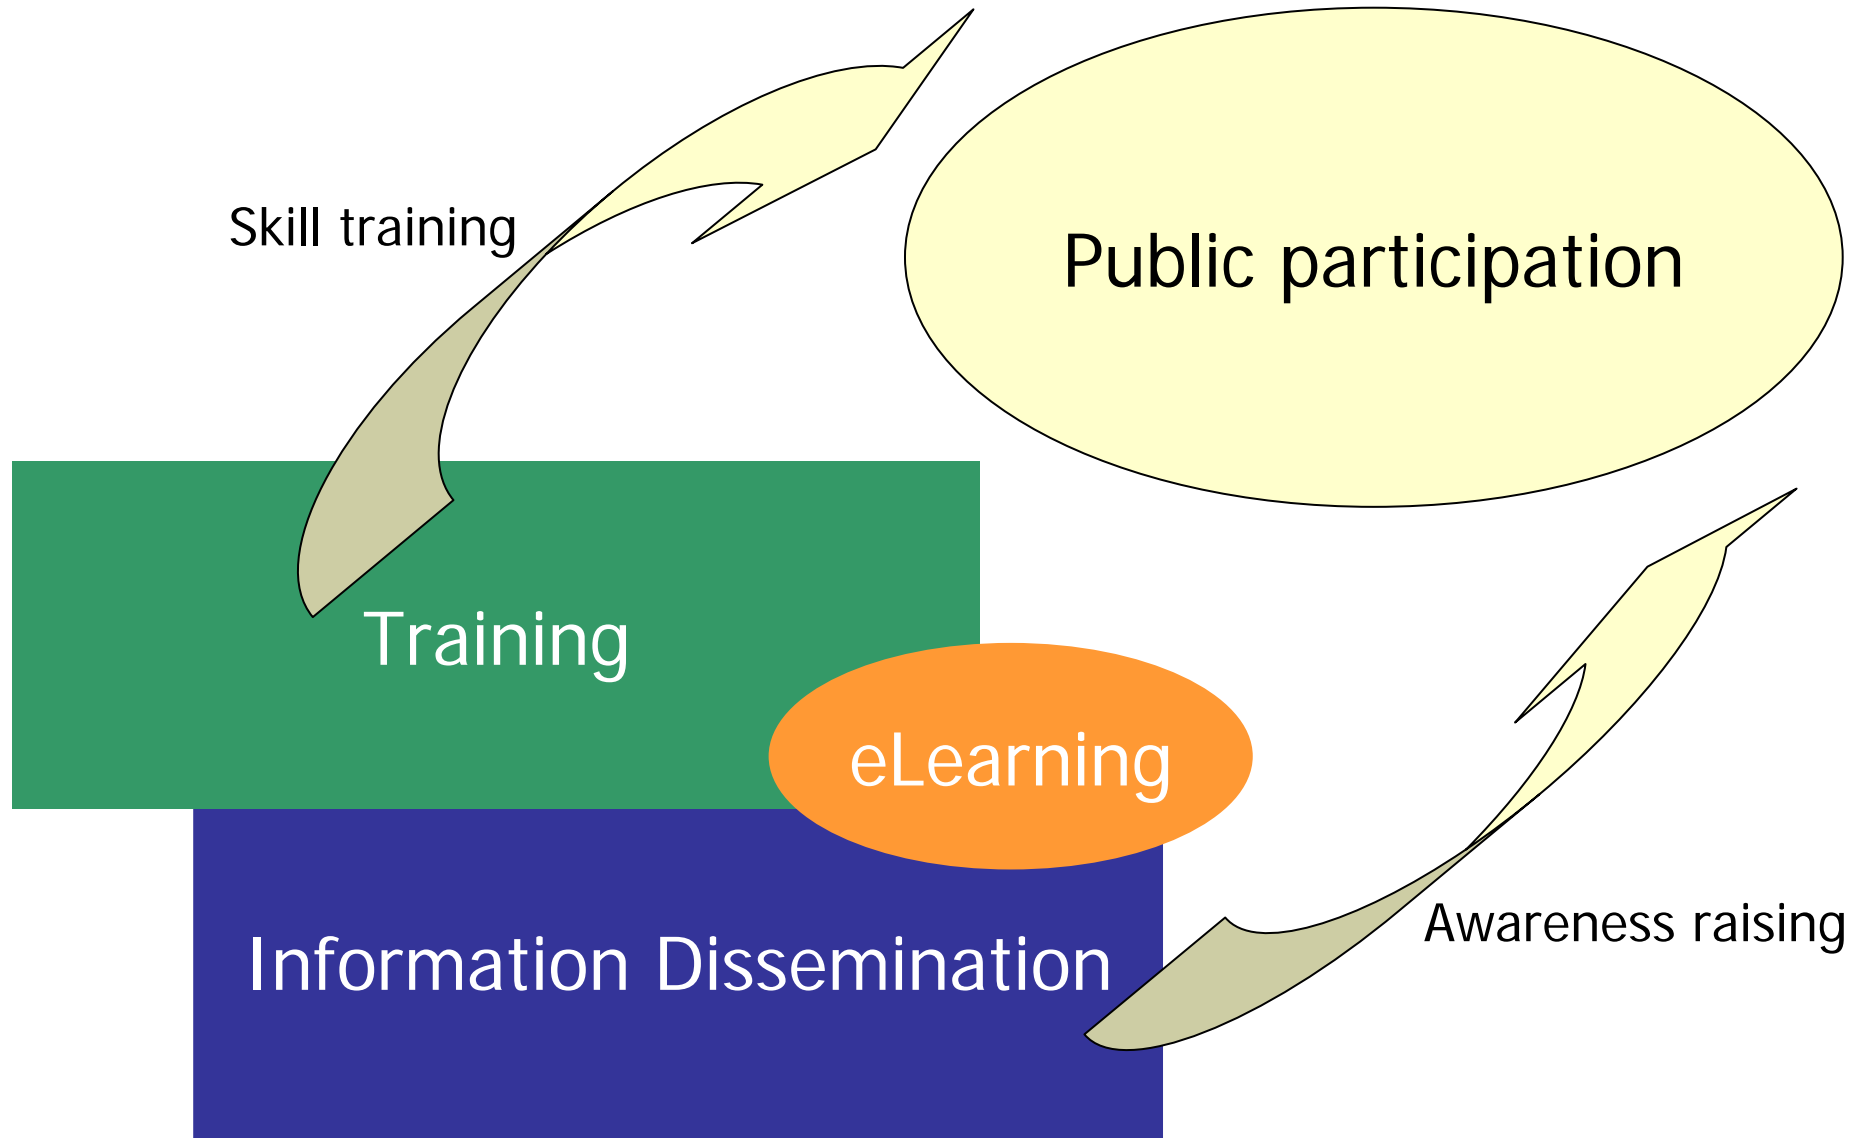 Skill training
Public participation
Training
eLearning
Awareness raising
Information Dissemination